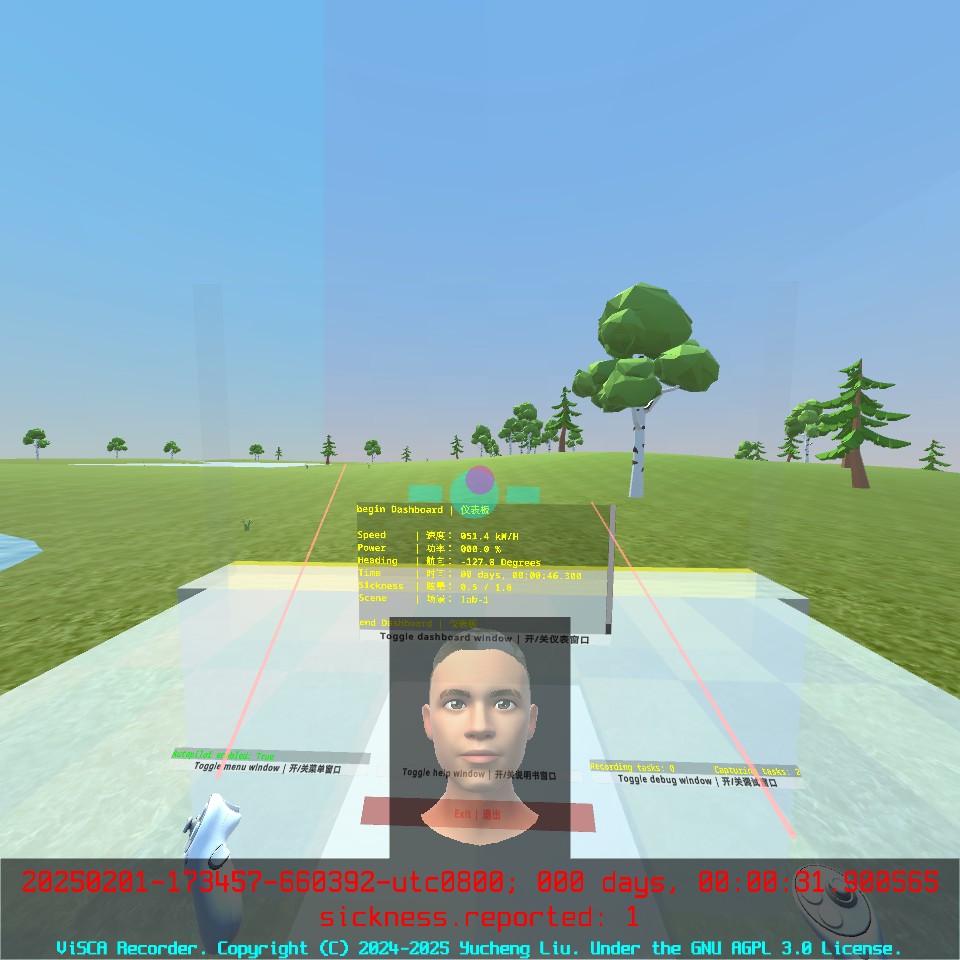 begin Dashboard | 仪表板
Speed | 速度: 051.4 kM/H
Power | 功率: 000.0 %
Heading | 航向: -127.8 Degrees
Time | 时间: 00 days, 00:00:46.300
Sickness | 眩晕: 0.5 / 1.0
Scene | 场景: lab-1
end Dashboard | 仪表板
Toggle dashboard window | 开/关仪表窗口
Autopilot enabled: True
Toggle menu window | 开/关菜单窗口
Toggle help window | 开/关说明书窗口
Recording tasks: 0 Capturing tasks: 2
Toggle debug window | 开/关调试窗口
Exit | 退出
20250201-173457-660392-utc0800; 000 days, 00:00:31.900565
sickness.reported: 1
ViSCA Recorder. Copyright (C) 2024-2025 Yucheng Liu. Under the GNU AGPL 3.0 License.